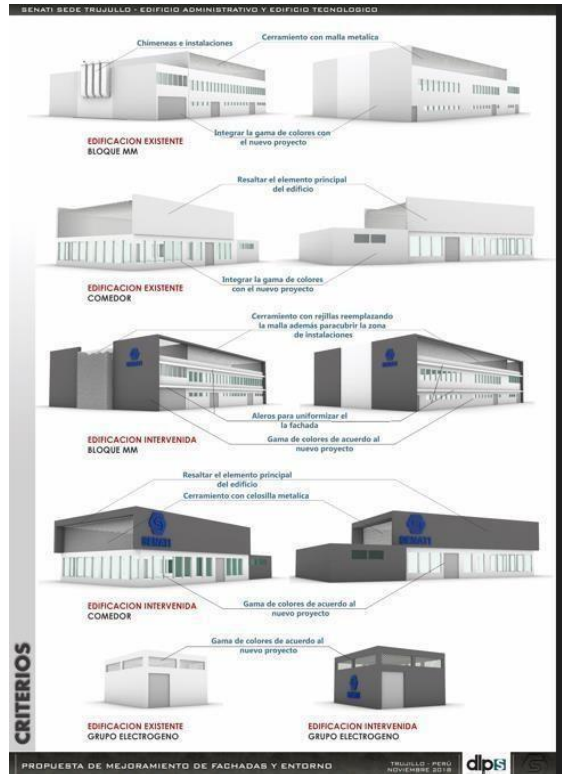 SENATI SEDE TRUJILLO - EDIFICIO ADMINISTRATIVO Y EDIFICIO TECNOLOGICO
Chimeneas e instalaciones
Cerramiento con malla metalica
Integrar la gama de colores con
el nuevo proyecto
EDIFICACION EXISTENTE
BLOQUE MM
Resaltar el elemento principal
del edificio
Integrar la gama de colores
con el nuevo proyecto
EDIFICACION EXISTENTE
COMEDOR
Cerramiento con rejillas reemplazando
la malla además paracubrir la zona
de instalaciones
Aleros para uniformizar el
la fachada
EDIFICACION INTERVENIDA
BLOQUE MM
Gama de colores de acuerdo al
nuevo proyecto
Resaltar el elemento principal
del edificio
Cerramiento con celosilla metalica
SENATI
SENATI
EDIFICACION INTERVENIDA
COMEDOR
Gama de colores de acuerdo al
nuevo proyecto
Gama de colores de acuerdo al
nuevo proyecto
EDIFICACION EXISTENTE
GRUPO ELECTROGENO
EDIFICACION INTERVENIDA
GRUPO ELECTROGENO
CRITERIOS
PROPUESTA DE MEJORAMIENTO DE FACHADAS Y ENTORNO
TRUJILLO - PERÚ
NOVIEMBRE 2018
dlps